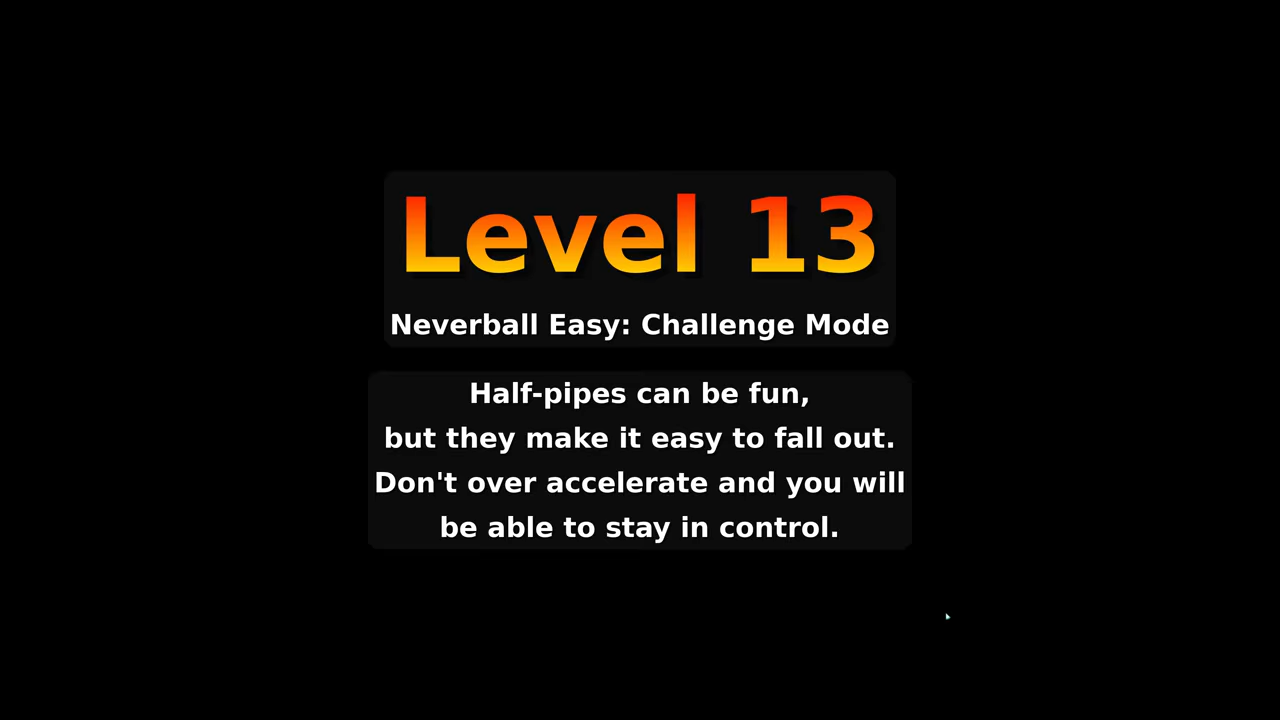 Level 13
Neverball Easy: Challenge Mode
Half-pipes can be fun,
but they make it easy to fall out.
Don't over accelerate and you will
be able to stay in control.